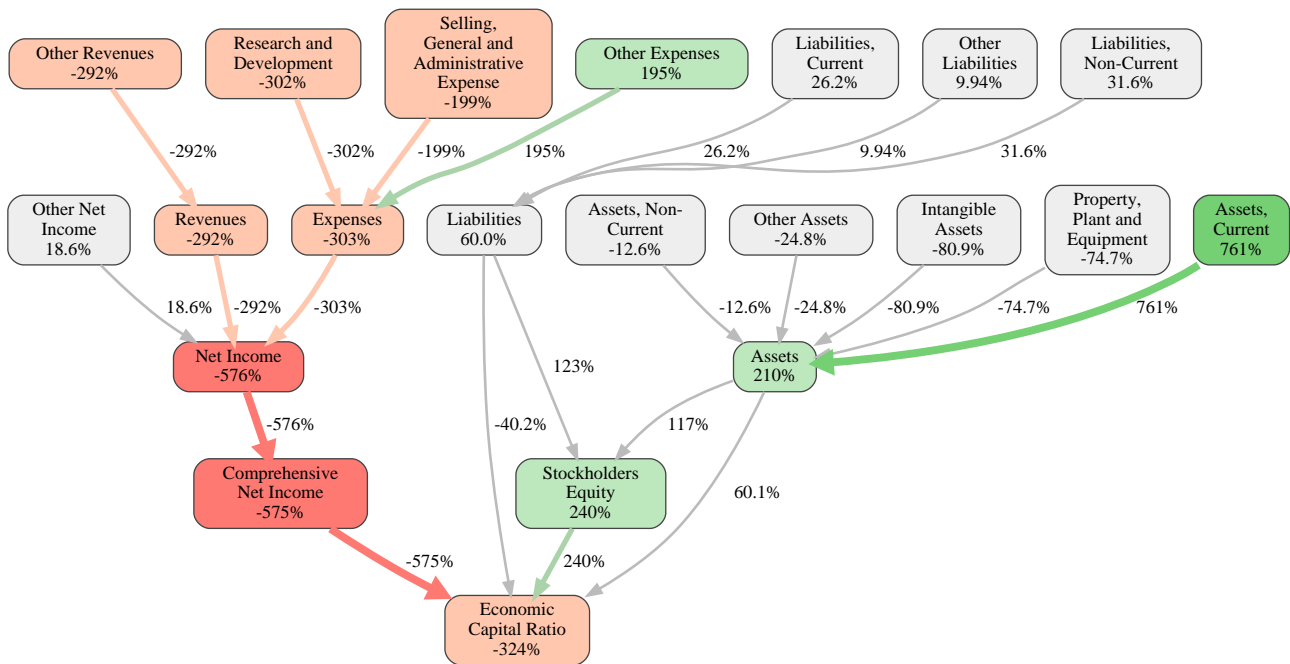 Other Revenues
-292%
Research and
Development
-302%
Selling,
General and
Administrative
Expense
-199%
Other Expenses
195%
Liabilities,
Current
26.2%
Other
Liabilities
9.94%
Liabilities,
Non-Current
31.6%
-292%
-302%
-199%
195%
26.2%
9.94%
31.6%
Other Net
Income
18.6%
Revenues
-292%
Expenses
-303%
Liabilities
60.0%
Assets, Non-
Current
-12.6%
Other Assets
-24.8%
Intangible
Assets
-80.9%
Property,
Plant and
Equipment
-74.7%
Assets,
Current
761%
18.6%
-292%
-303%
-12.6%
-24.8%
-80.9%
-74.7%
761%
Net Income
-576%
123%
Assets
210%
-576%
-40.2%
117%
Comprehensive
Net Income
-575%
Stockholders
Equity
240%
60.1%
-575%
240%
Economic
Capital Ratio
-324%